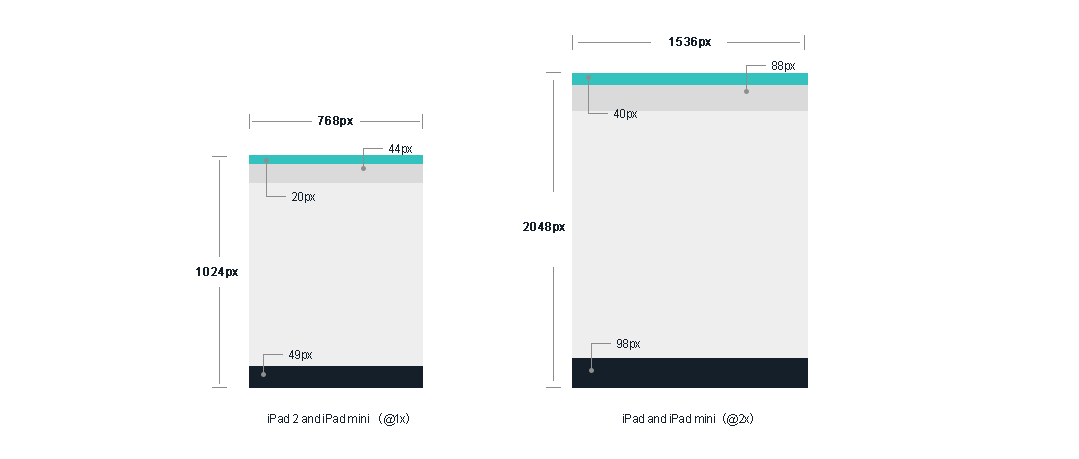 768px
44px
20px
1024px
49px
iPad 2 and iPad mini （@1x）
1536px
88px
40px
2048px
98px
iPad and iPad mini （@2x）